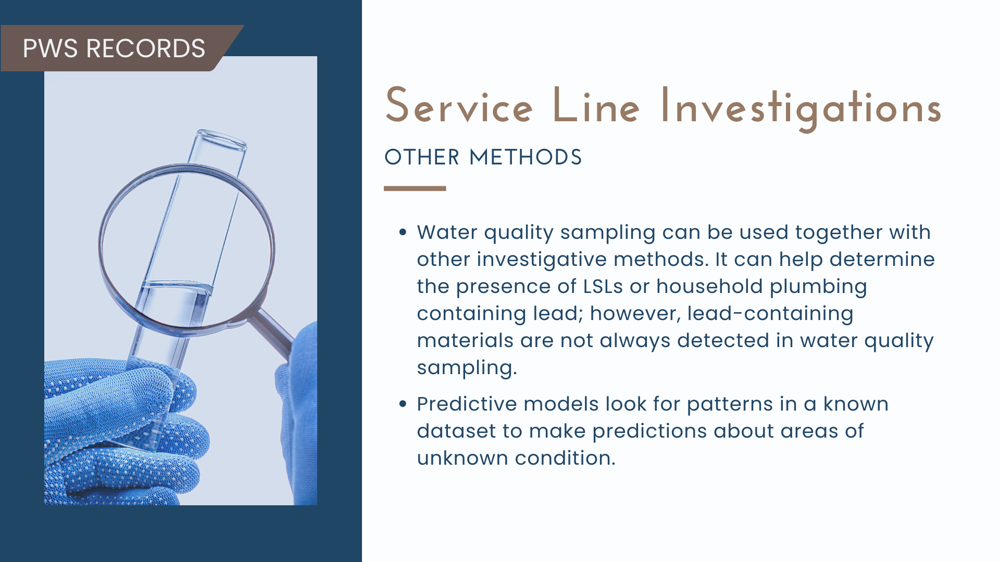 PWS RECORDS
Service Line Investigations
OTHER METHODS
• Water quality sampling can be used together with
other investigative methods. It can help determine
the presence of LSLs or household plumbing
containing lead; however, lead-containing
materials are not always detected in water quality
sampling.
• Predictive models look for patterns in a known
dataset to make predictions about areas of
unknown condition.